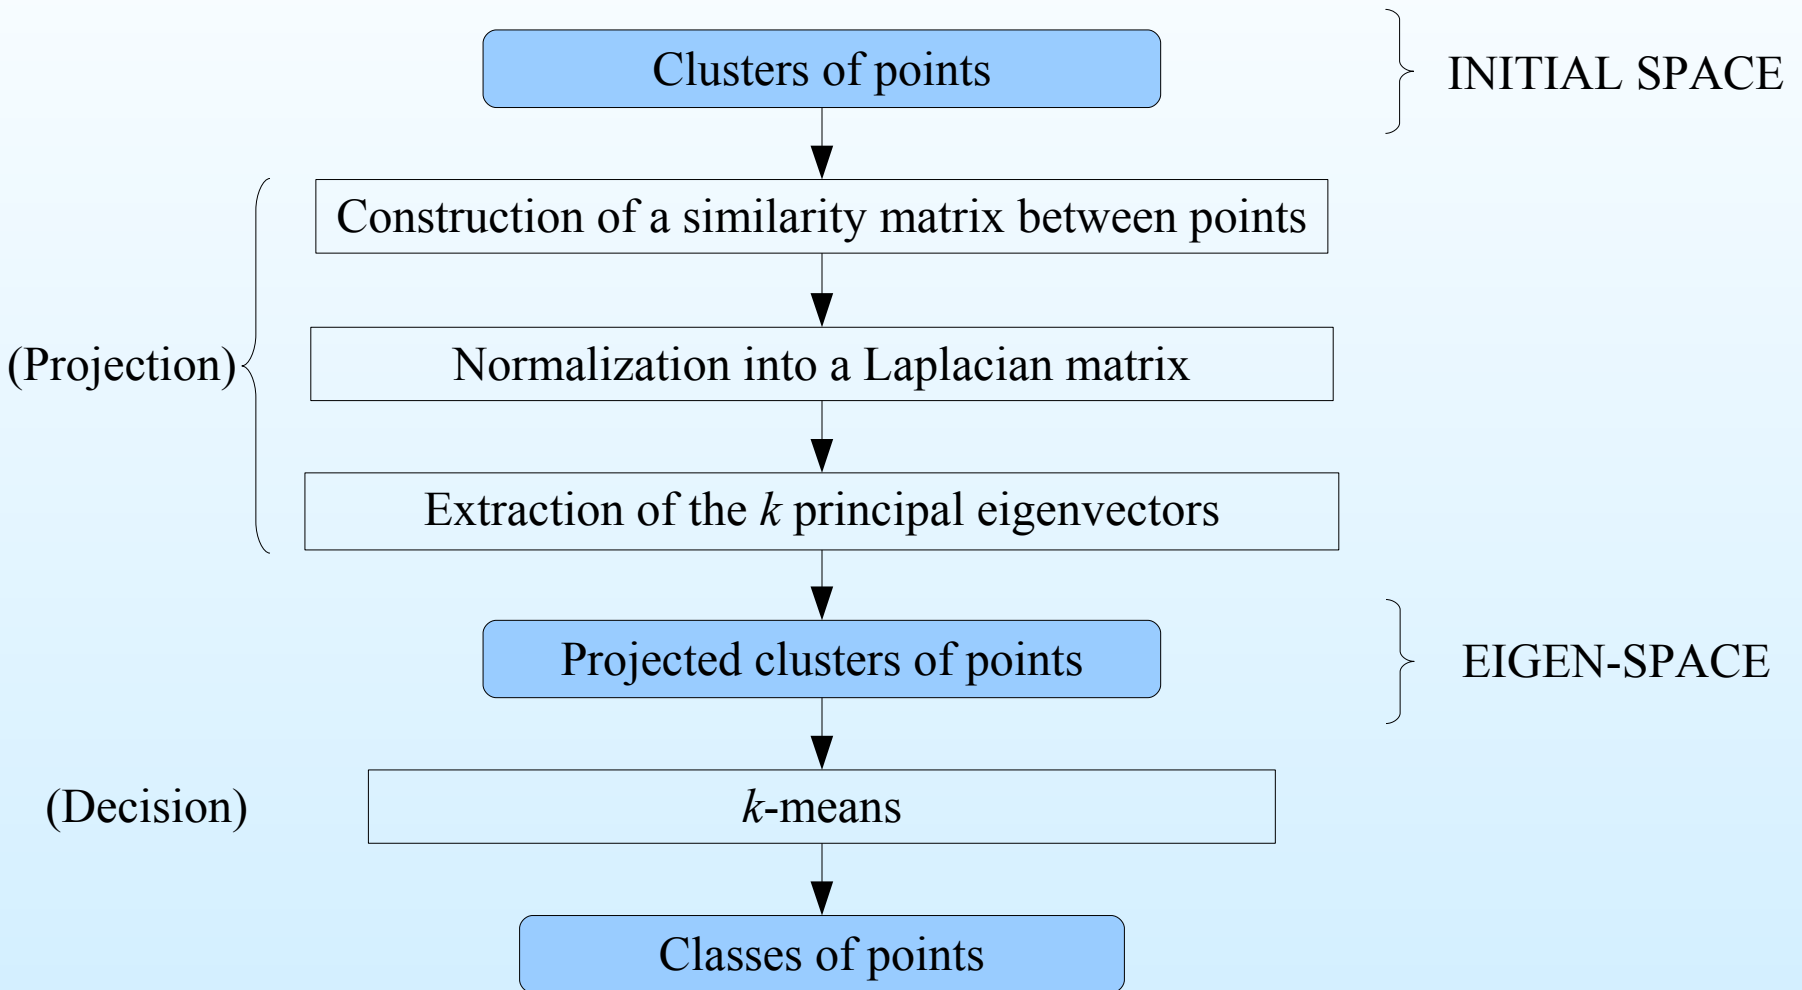 Clusters of points
INITIAL SPACE
Construction of a similarity matrix between points
(Projection)
Normalization into a Laplacian matrix
Extraction of the k principal eigenvectors
Projected clusters of points
EIGEN-SPACE
(Decision)
k-means
Classes of points